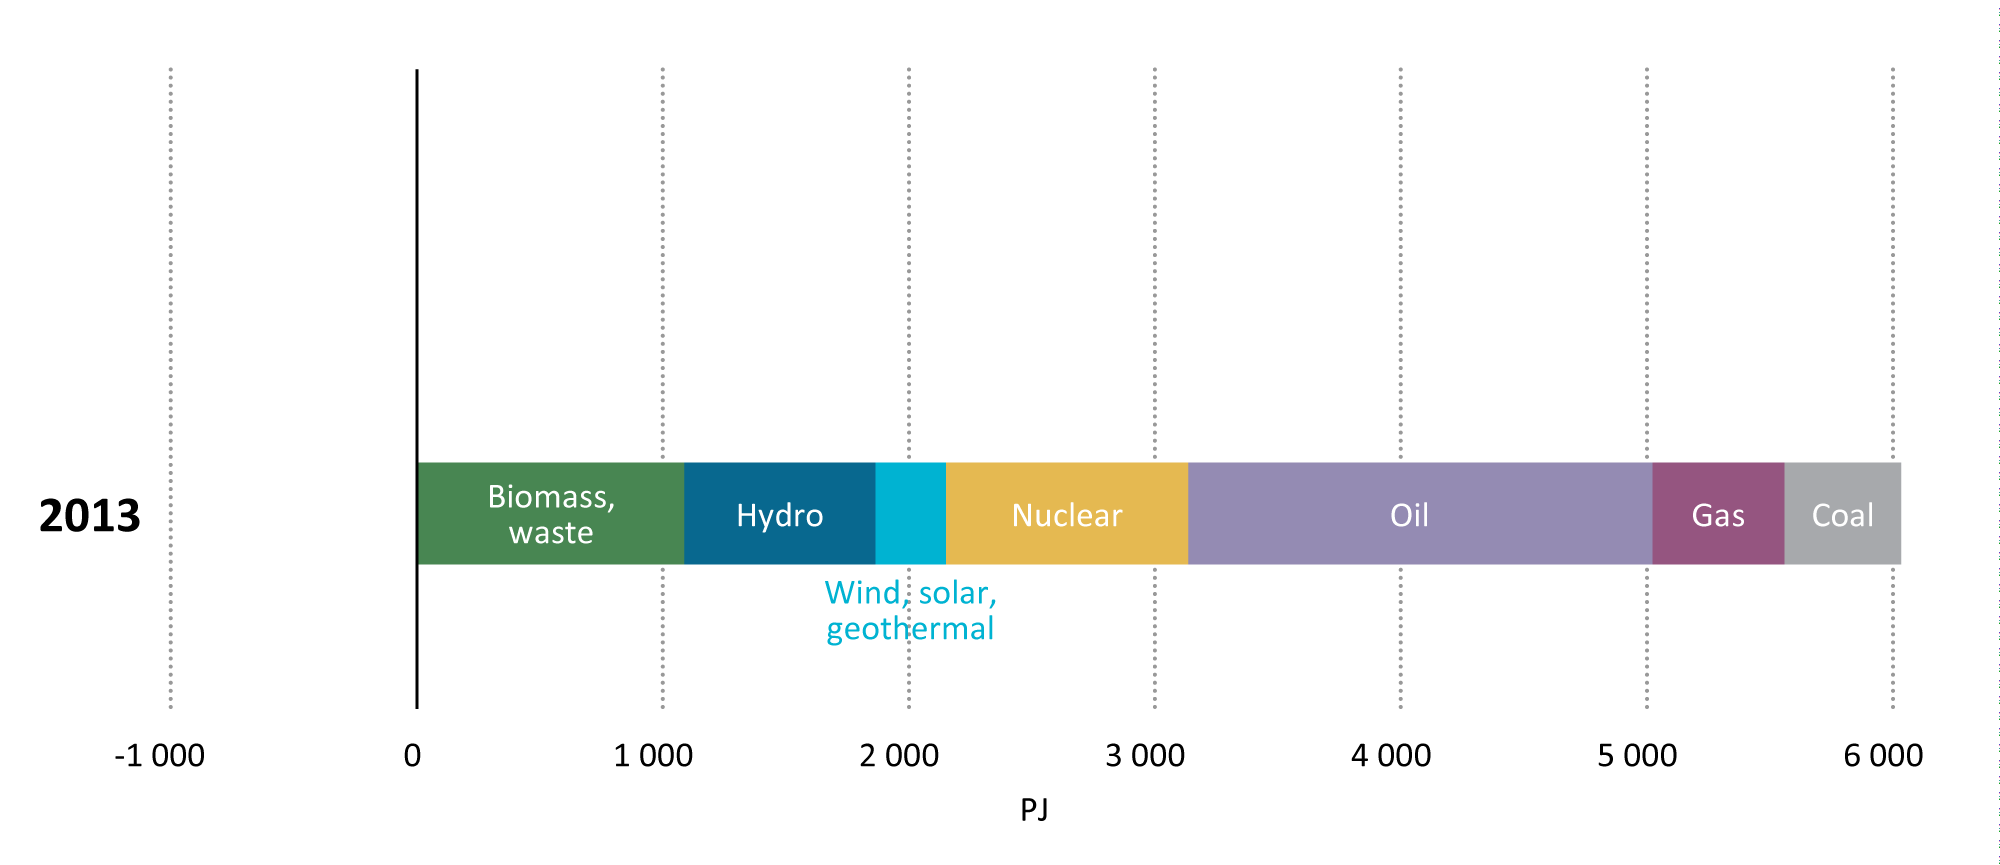 2013
Biomass,
waste
Hydro
Nuclear
Oil
Gas
Coal
Wind, solar,
geothermal
-1 000
0
1 000
2 000
3 000
4 000
5 000
6 000
PJ